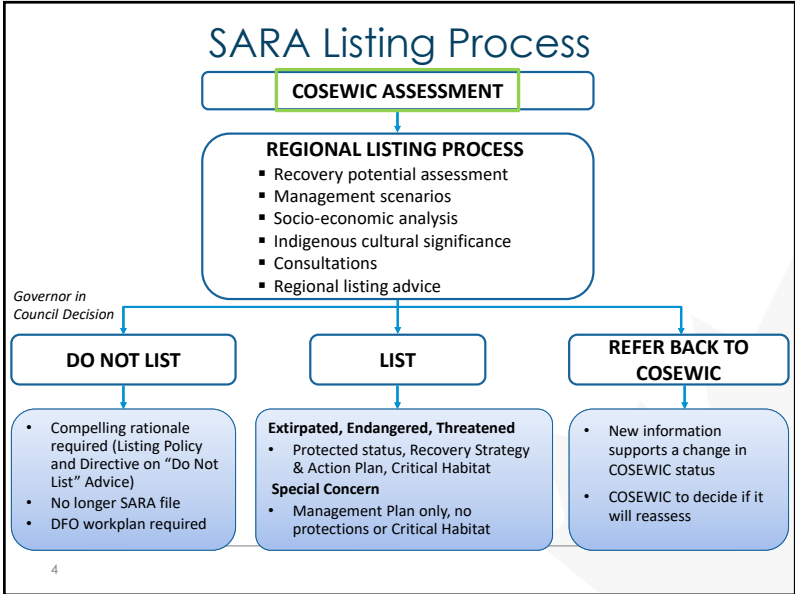 SARA Listing Process
COSEWIC ASSESSMENT
REGIONAL LISTING PROCESS
▪ Recovery potential assessment
▪ Management scenarios
▪ Socio-economic analysis
▪ Indigenous cultural significance
▪ Consultations
▪ Regional listing advice
Governor in
Council Decision
DO NOT LIST
• Compelling rationale
required (Listing Policy
and Directive on “Do Not
List” Advice)
• No longer SARA file
• DFO workplan required
LIST
Extirpated, Endangered, Threatened
• Protected status, Recovery Strategy
& Action Plan, Critical Habitat
Special Concern
• Management Plan only, no
protections or Critical Habitat
REFER BACK TO
COSEWIC
• New information
supports a change in
COSEWIC status
• COSEWIC to decide if it
will reassess
4